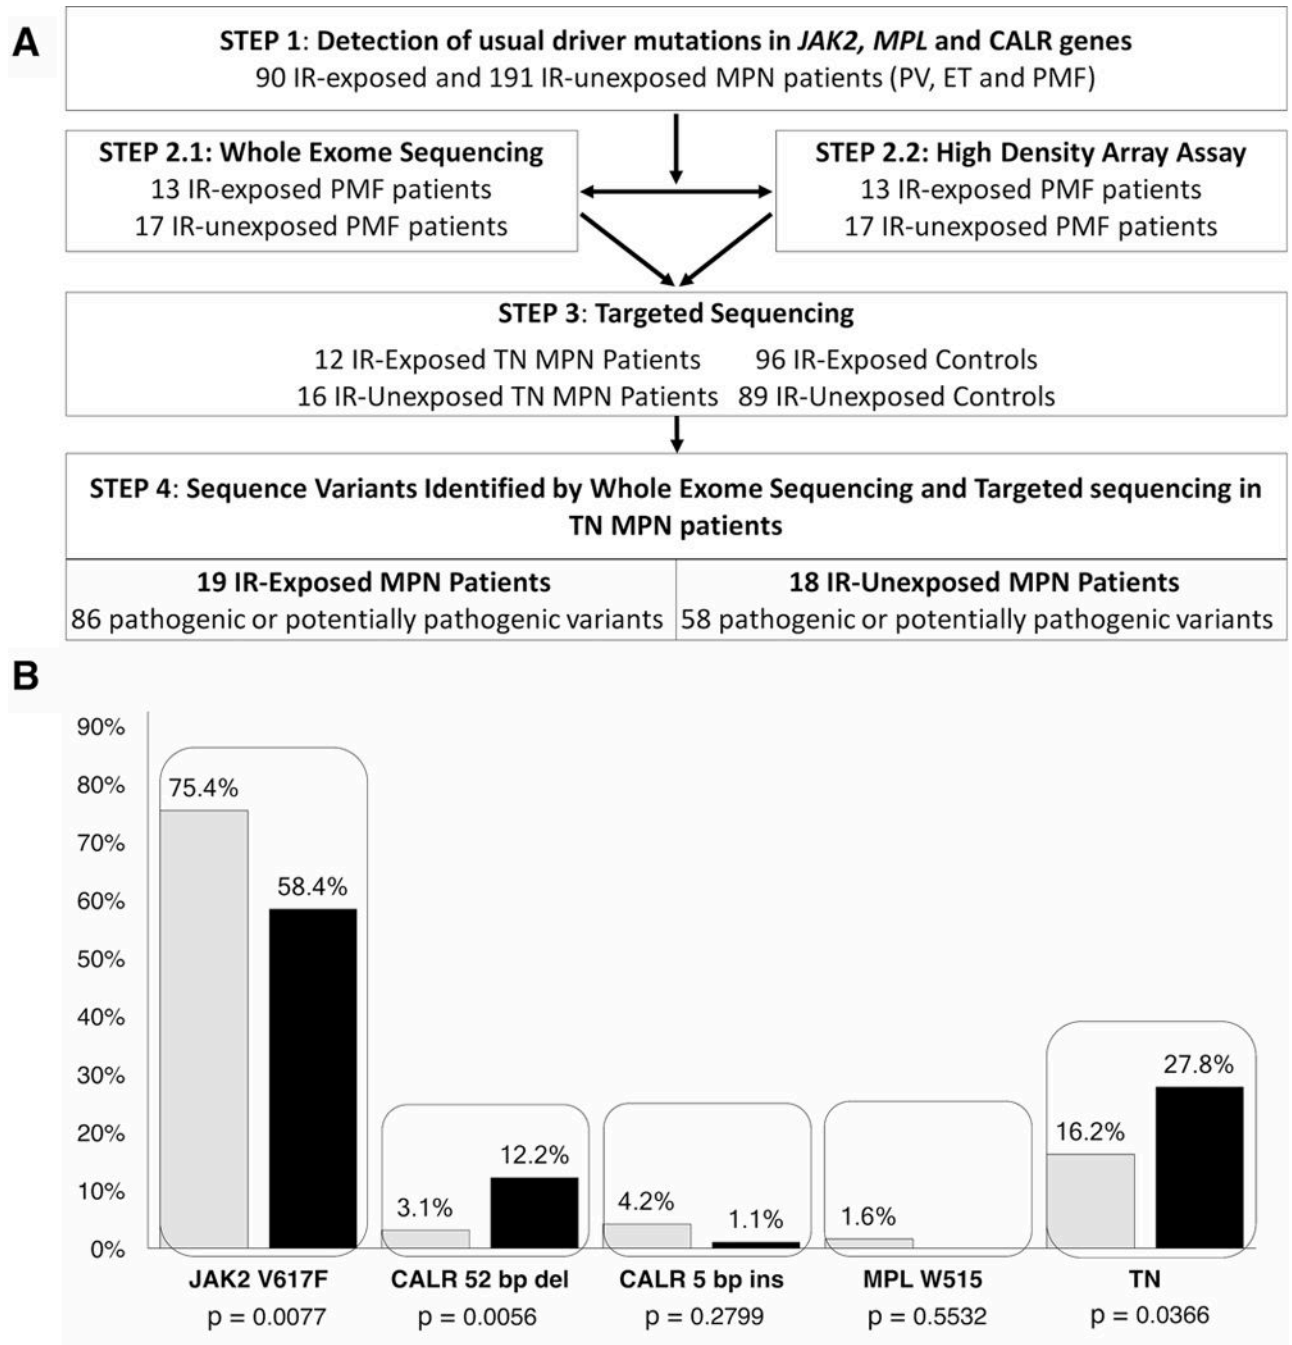 A
STEP 1: Detection of usual driver mutations in JAK2, MPL and CALR genes
90 IR-exposed and 191 IR-unexposed MPN patients (PV, ET and PMF)
STEP 2.1: Whole Exome Sequencing
13 IR-exposed PMF patients
17 IR-unexposed PMF patients
STEP 2.2: High Density Array Assay
13 IR-exposed PMF patients
17 IR-unexposed PMF patients
STEP 3: Targeted Sequencing
12 IR-Exposed TN MPN Patients 96 IR-Exposed Controls
16 IR-Unexposed TN MPN Patients 89 IR-Unexposed Controls
STEP 4: Sequence Variants Identified by Whole Exome Sequencing and Targeted sequencing in
TN MPN patients
19 IR-Exposed MPN Patients
86 pathogenic or potentially pathogenic variants
18 IR-Unexposed MPN Patients
58 pathogenic or potentially pathogenic variants
B
90%
80%
70%
60%
50%
40%
30%
20%
10%
0%
75.4%
58.4%
3.1%
12.2%
4.2%
1.1%
1.6%
16.2%
27.8%
JAK2 V617F
p = 0.0077
CALR 52 bp del
p = 0.0056
CALR 5 bp ins
p = 0.2799
MPL W515
p = 0.5532
TN
p = 0.0366